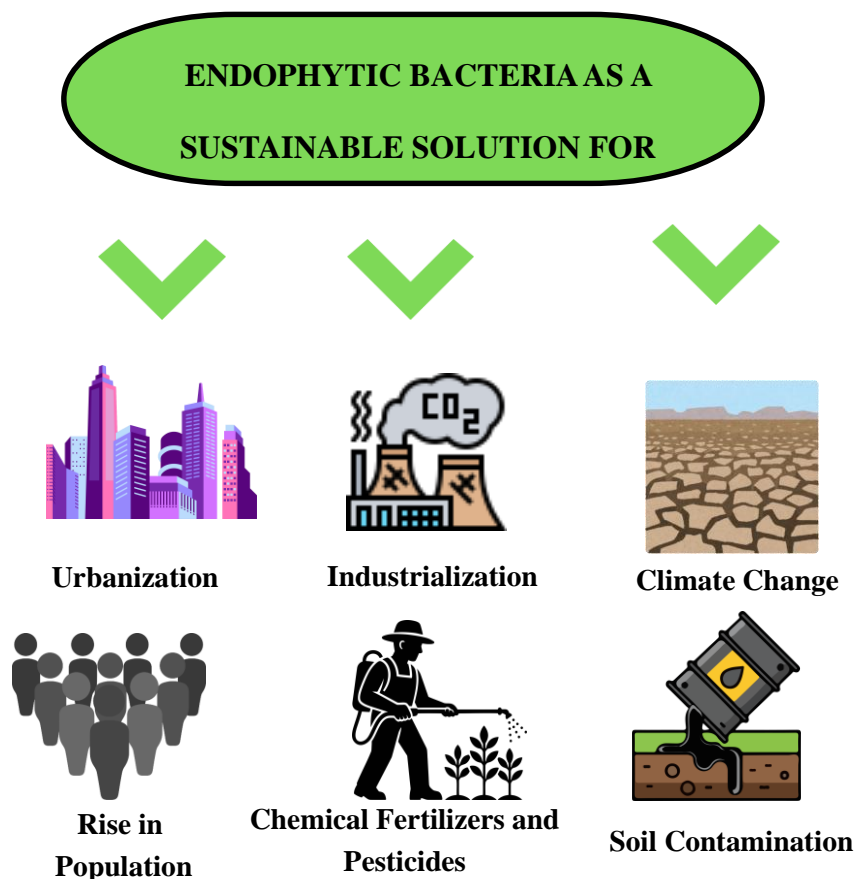 ENDOPHYTIC BACTERIA AS A
SUSTAINABLE SOLUTION FOR
CO2
Urbanization
Industrialization
Climate Change
Rise in
Population
Chemical Fertilizers and
Pesticides
Soil Contamination